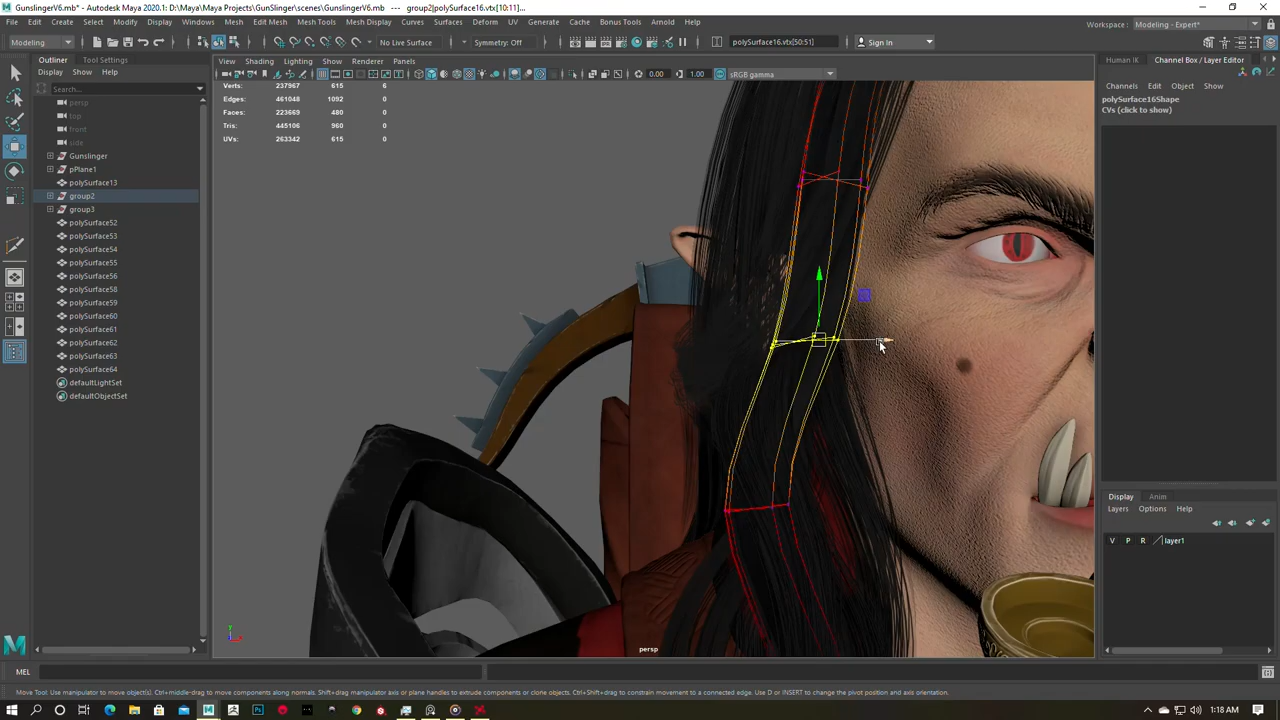 GunslingerV6.mb* - Autodesk Maya 2020.1: D:\Maya\Maya Projects\GunSlinger\scenes\GunslingerV6.mb --- group2|polySurface16.vtx[10:11]...
File Edit Create Select Modify Display Windows Mesh Edit Mesh Mesh Tools Mesh Display Curves Surfaces Deform UV Generate Cache Bonus Tools Arnold Help
Workspace : Modeling - Expert*
Modeling No Live Surface Symmetry: Off polySurface16.vtx[50:51] Sign In
Outliner Tool Settings
Display Show Help
Search...
persp
top
front
side
Gunslinger
pPlane1
polySurface13
group2
group3
polySurface52
polySurface53
polySurface54
polySurface55
polySurface56
polySurface58
polySurface59
polySurface60
polySurface61
polySurface62
polySurface63
polySurface64
defaultLightSet
defaultObjectSet
View Shading Lighting Show Renderer Panels
0.00 1.00 sRGB gamma
Verts: 237967 615 6
Edges: 461048 1092 0
Faces: 223669 480 0
Tris: 445106 960 0
UVs: 263342 615 0
persp
Human IK Channel Box / Layer Editor
Channels Edit Object Show
polySurface16Shape
CVs (click to show)
Display Anim
Layers Options Help
V P R layer1
MEL
Move Tool: Use manipulator to move object(s). Ctrl+middle-drag to move components along normals. Shift+drag manipulator axis or plane handles to extrude components or clone objects. Ctrl+Shift+drag to constrain movement to a connected edge. Use D or INSERT to change the pivot position and axis orientation.
1:18 AM